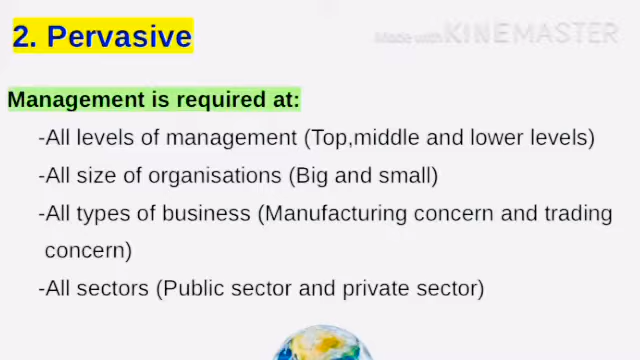 2. Pervasive
Made with KINEMASTER
Management is required at:
-All levels of management (Top,middle and lower levels)
-All size of organisations (Big and small)
-All types of business (Manufacturing concern and trading
concern)
-All sectors (Public sector and private sector)